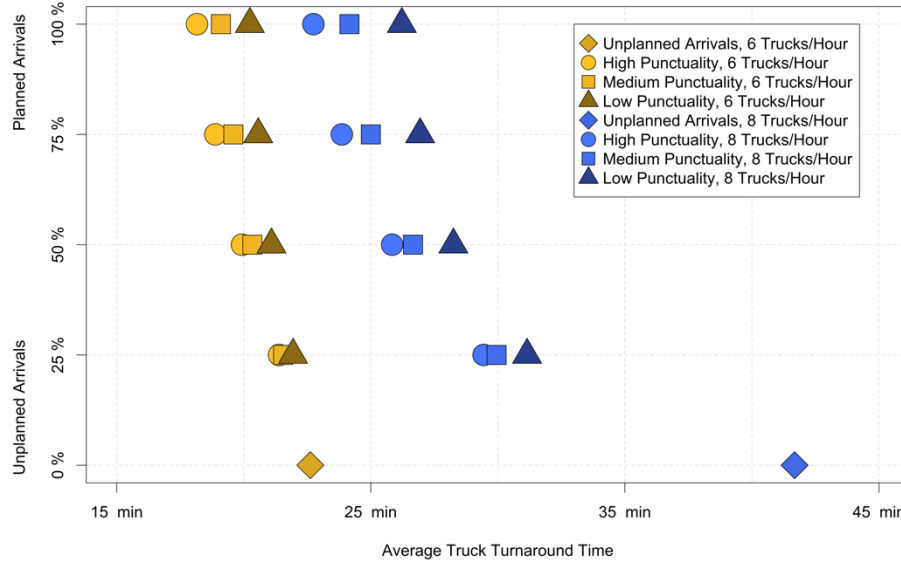 Planned Arrivals
Unplanned Arrivals
100 %
75 %
50 %
25 %
0 %
Unplanned Arrivals, 6 Trucks/Hour
High Punctuality, 6 Trucks/Hour
Medium Punctuality, 6 Trucks/Hour
Low Punctuality, 6 Trucks/Hour
Unplanned Arrivals, 8 Trucks/Hour
High Punctuality, 8 Trucks/Hour
Medium Punctuality, 8 Trucks/Hour
Low Punctuality, 8 Trucks/Hour
15 min
25 min
35 min
45 min
Average Truck Turnaround Time